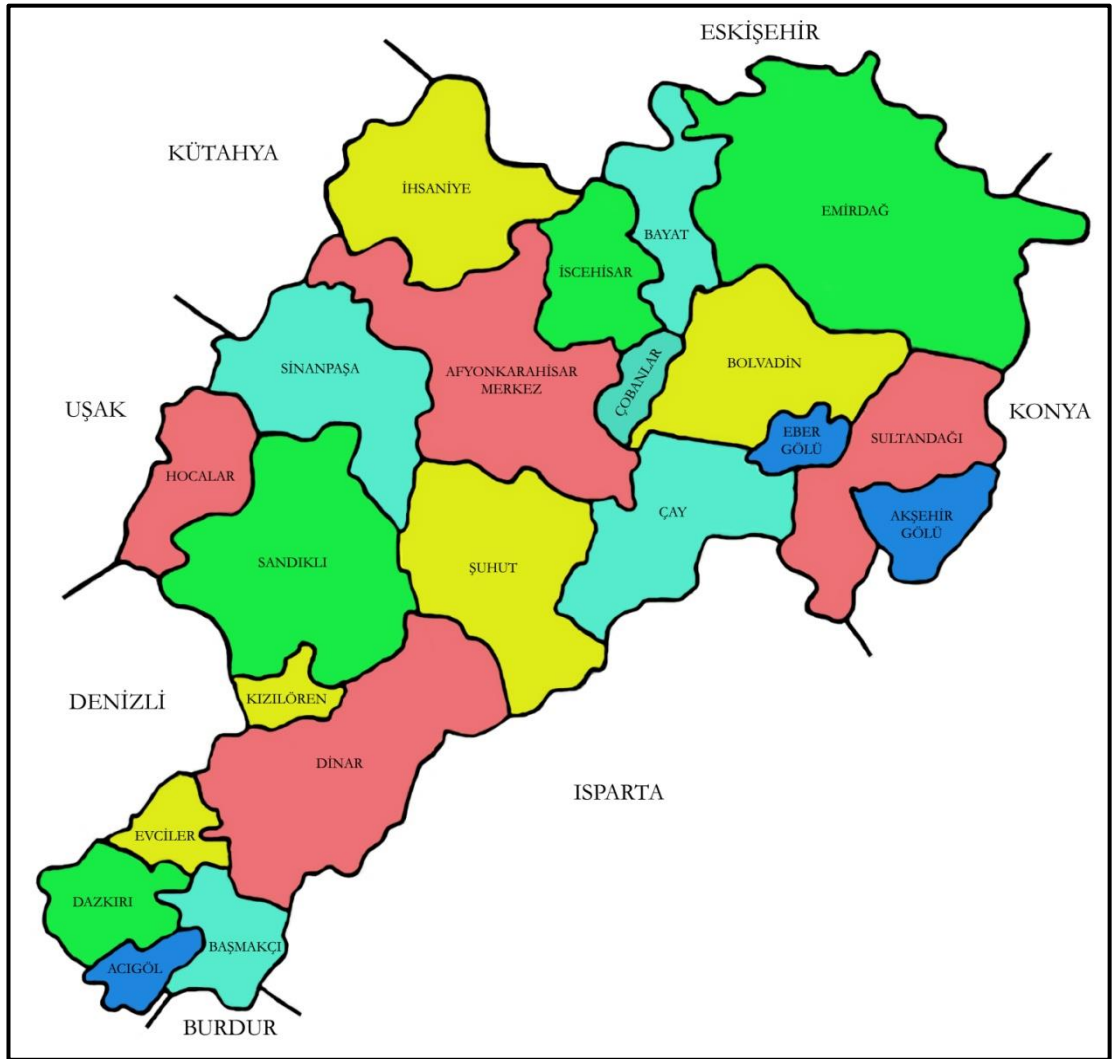 ESKİŞEHİR
KÜTAHYA
İHSANİYE
EMİRDAĞ
BAYAT
İSCEHİSAR
SİNANPAŞA
AFYONKARAHİSAR
MERKEZ
ÇOBANLAR
BOLVADİN
UŞAK
KONYA
EBER
GÖLÜ
SULTANDAĞI
HOCALAR
ÇAY
AKŞEHİR
GÖLÜ
SANDIKLI
ŞUHUT
DENİZLİ
KIZILÖREN
DİNAR
ISPARTA
EVCİLER
DAZKIRI
BAŞMAKÇI
ACIGÖL
BURDUR